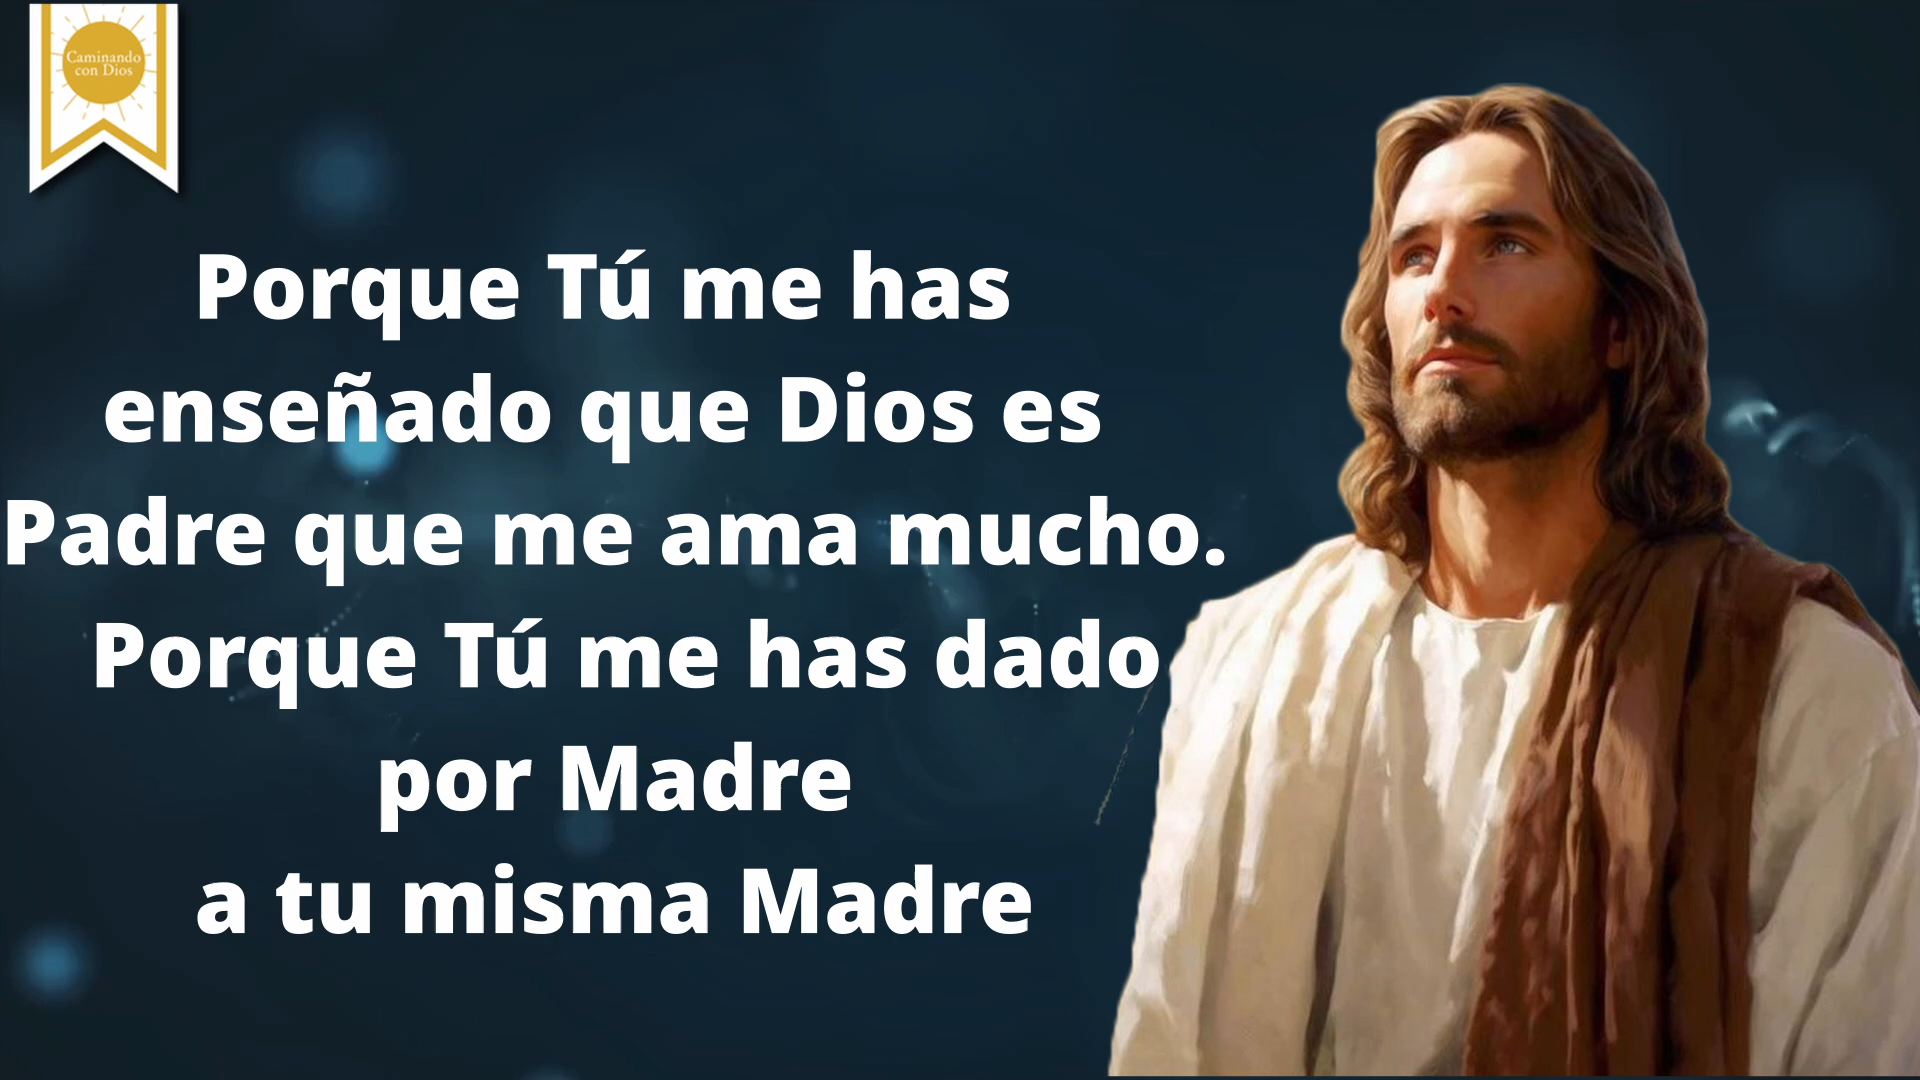 Caminando
con Dios
Porque Tú me has
enseñado que Dios es
Padre que me ama mucho.
Porque Tú me has dado
por Madre
a tu misma Madre